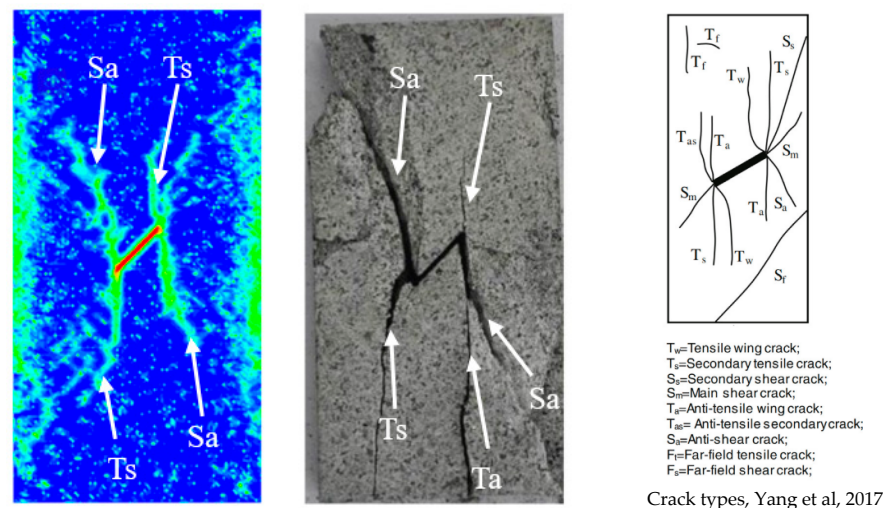 Sa
Ts
Ts
Sa
Sa
Ts
Ts
Sa
Ta
Tf
Tf
Ss
Ts
Tw
Tas
Ta
Sm
Sm
Ta
Sa
Ts
Tw
Sf
Tw=Tensile wing crack;
Ts=Secondary tensile crack;
Ss=Secondary shear crack;
Sm=Main shear crack;
Ta=Anti-tensile wing crack;
Tas= Anti-tensile secondary crack;
Sa=Anti-shear crack;
Ft=Far-field tensile crack;
Fs=Far-field shear crack;
Crack types, Yang et al, 2017